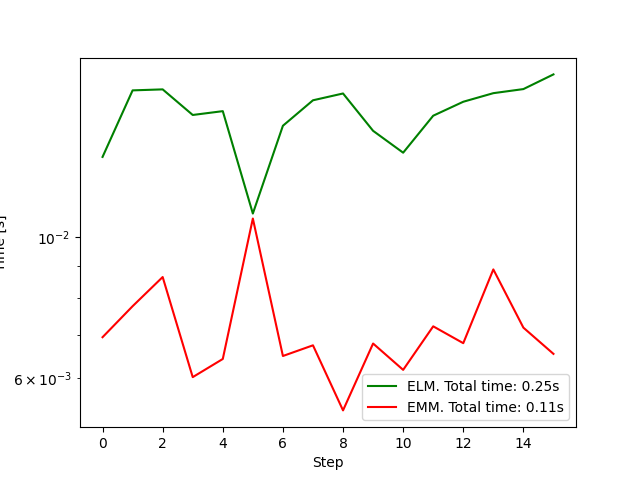 Time [s]
10⁻²
6 × 10⁻³
0 2 4 6 8 10 12 14
Step
ELM. Total time: 0.25s
EMM. Total time: 0.11s